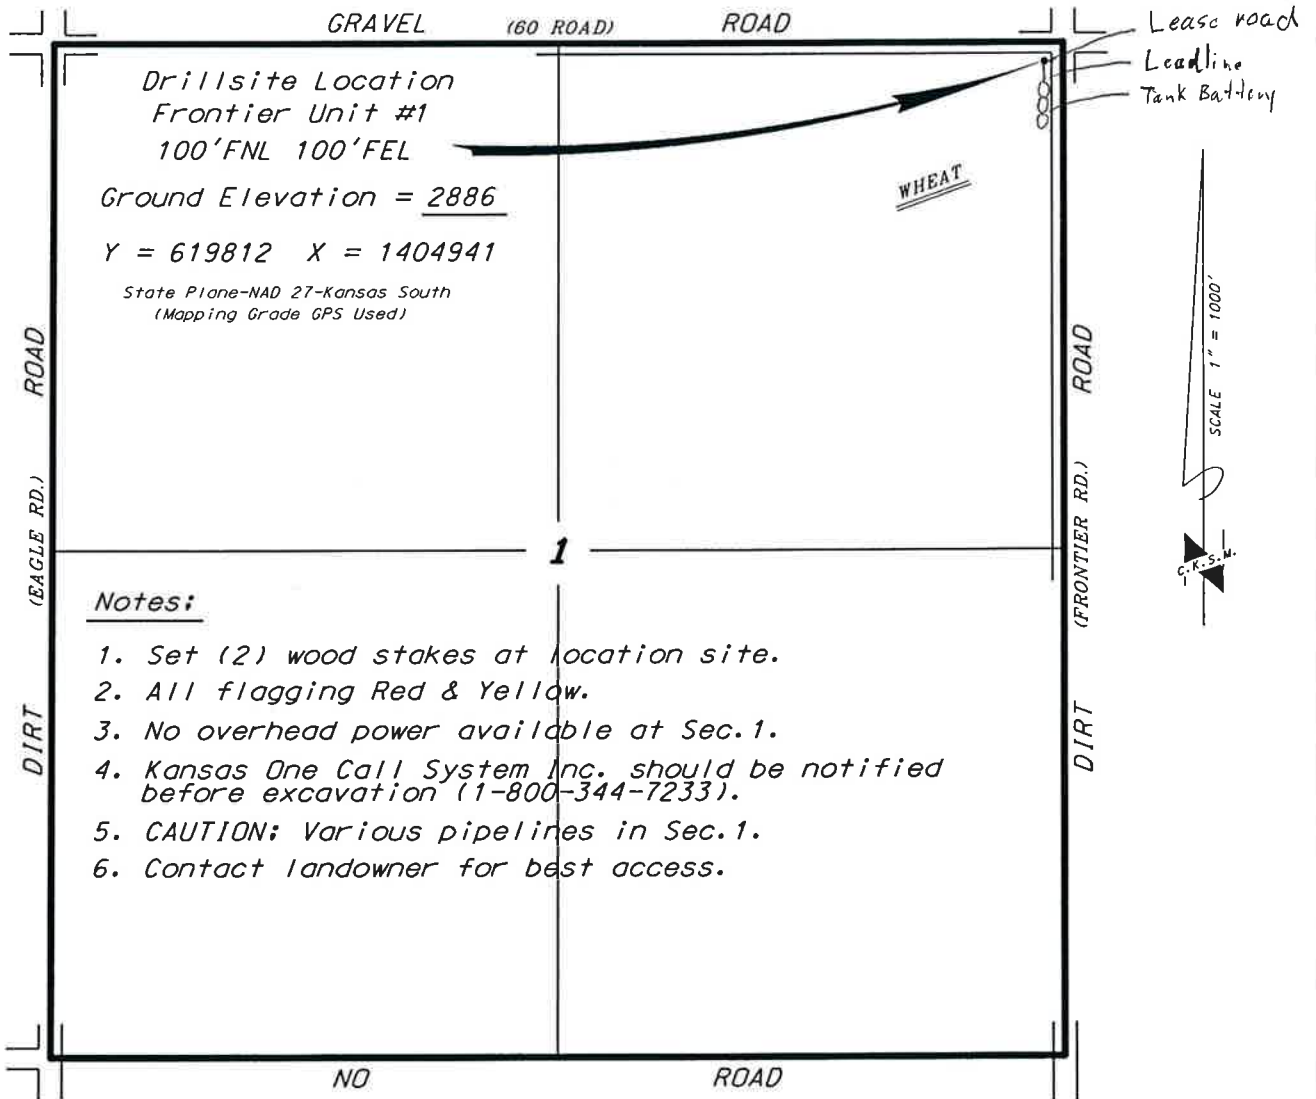 GRAVEL (60 ROAD) ROAD
Lease road
Leadline
Tank Battery
Drillsite Location
Frontier Unit #1
100'FNL 100'FEL
Ground Elevation = 2886
Y = 619812 X = 1404941
State Plane-NAD 27-Kansas South
(Mapping Grade GPS Used)
WHEAT
ROAD
(EAGLE RD.)
DIRT
ROAD
(FRONTIER RD.)
DIRT
SCALE 1" = 1000'
C.K.S.M.
1
Notes:
1. Set (2) wood stakes at location site.
2. All flagging Red & Yellow.
3. No overhead power available at Sec.1.
4. Kansas One Call System Inc. should be notified
before excavation (1-800-344-7233).
5. CAUTION: Various pipelines in Sec.1.
6. Contact landowner for best access.
NO ROAD